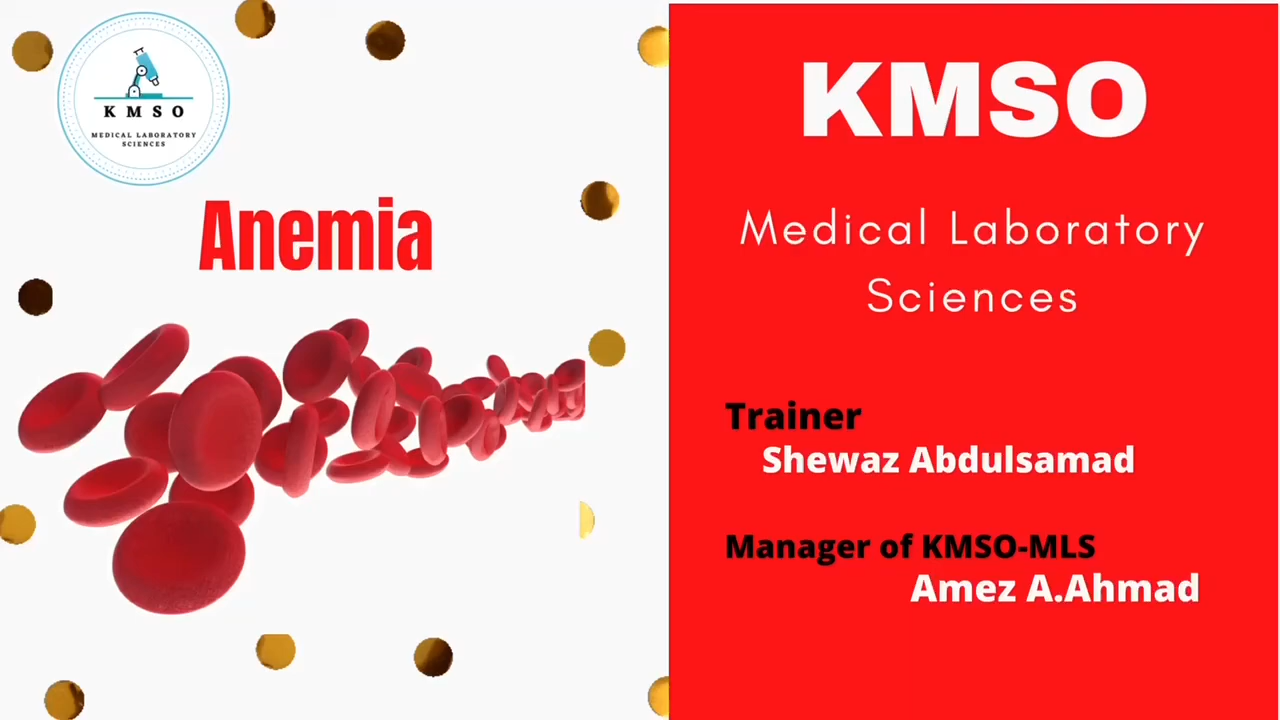 K M S O
MEDICAL LABORATORY
SCIENCES
Anemia
KMSO
Medical Laboratory
Sciences
Trainer
Shewaz Abdulsamad
Manager of KMSO-MLS
Amez A.Ahmad